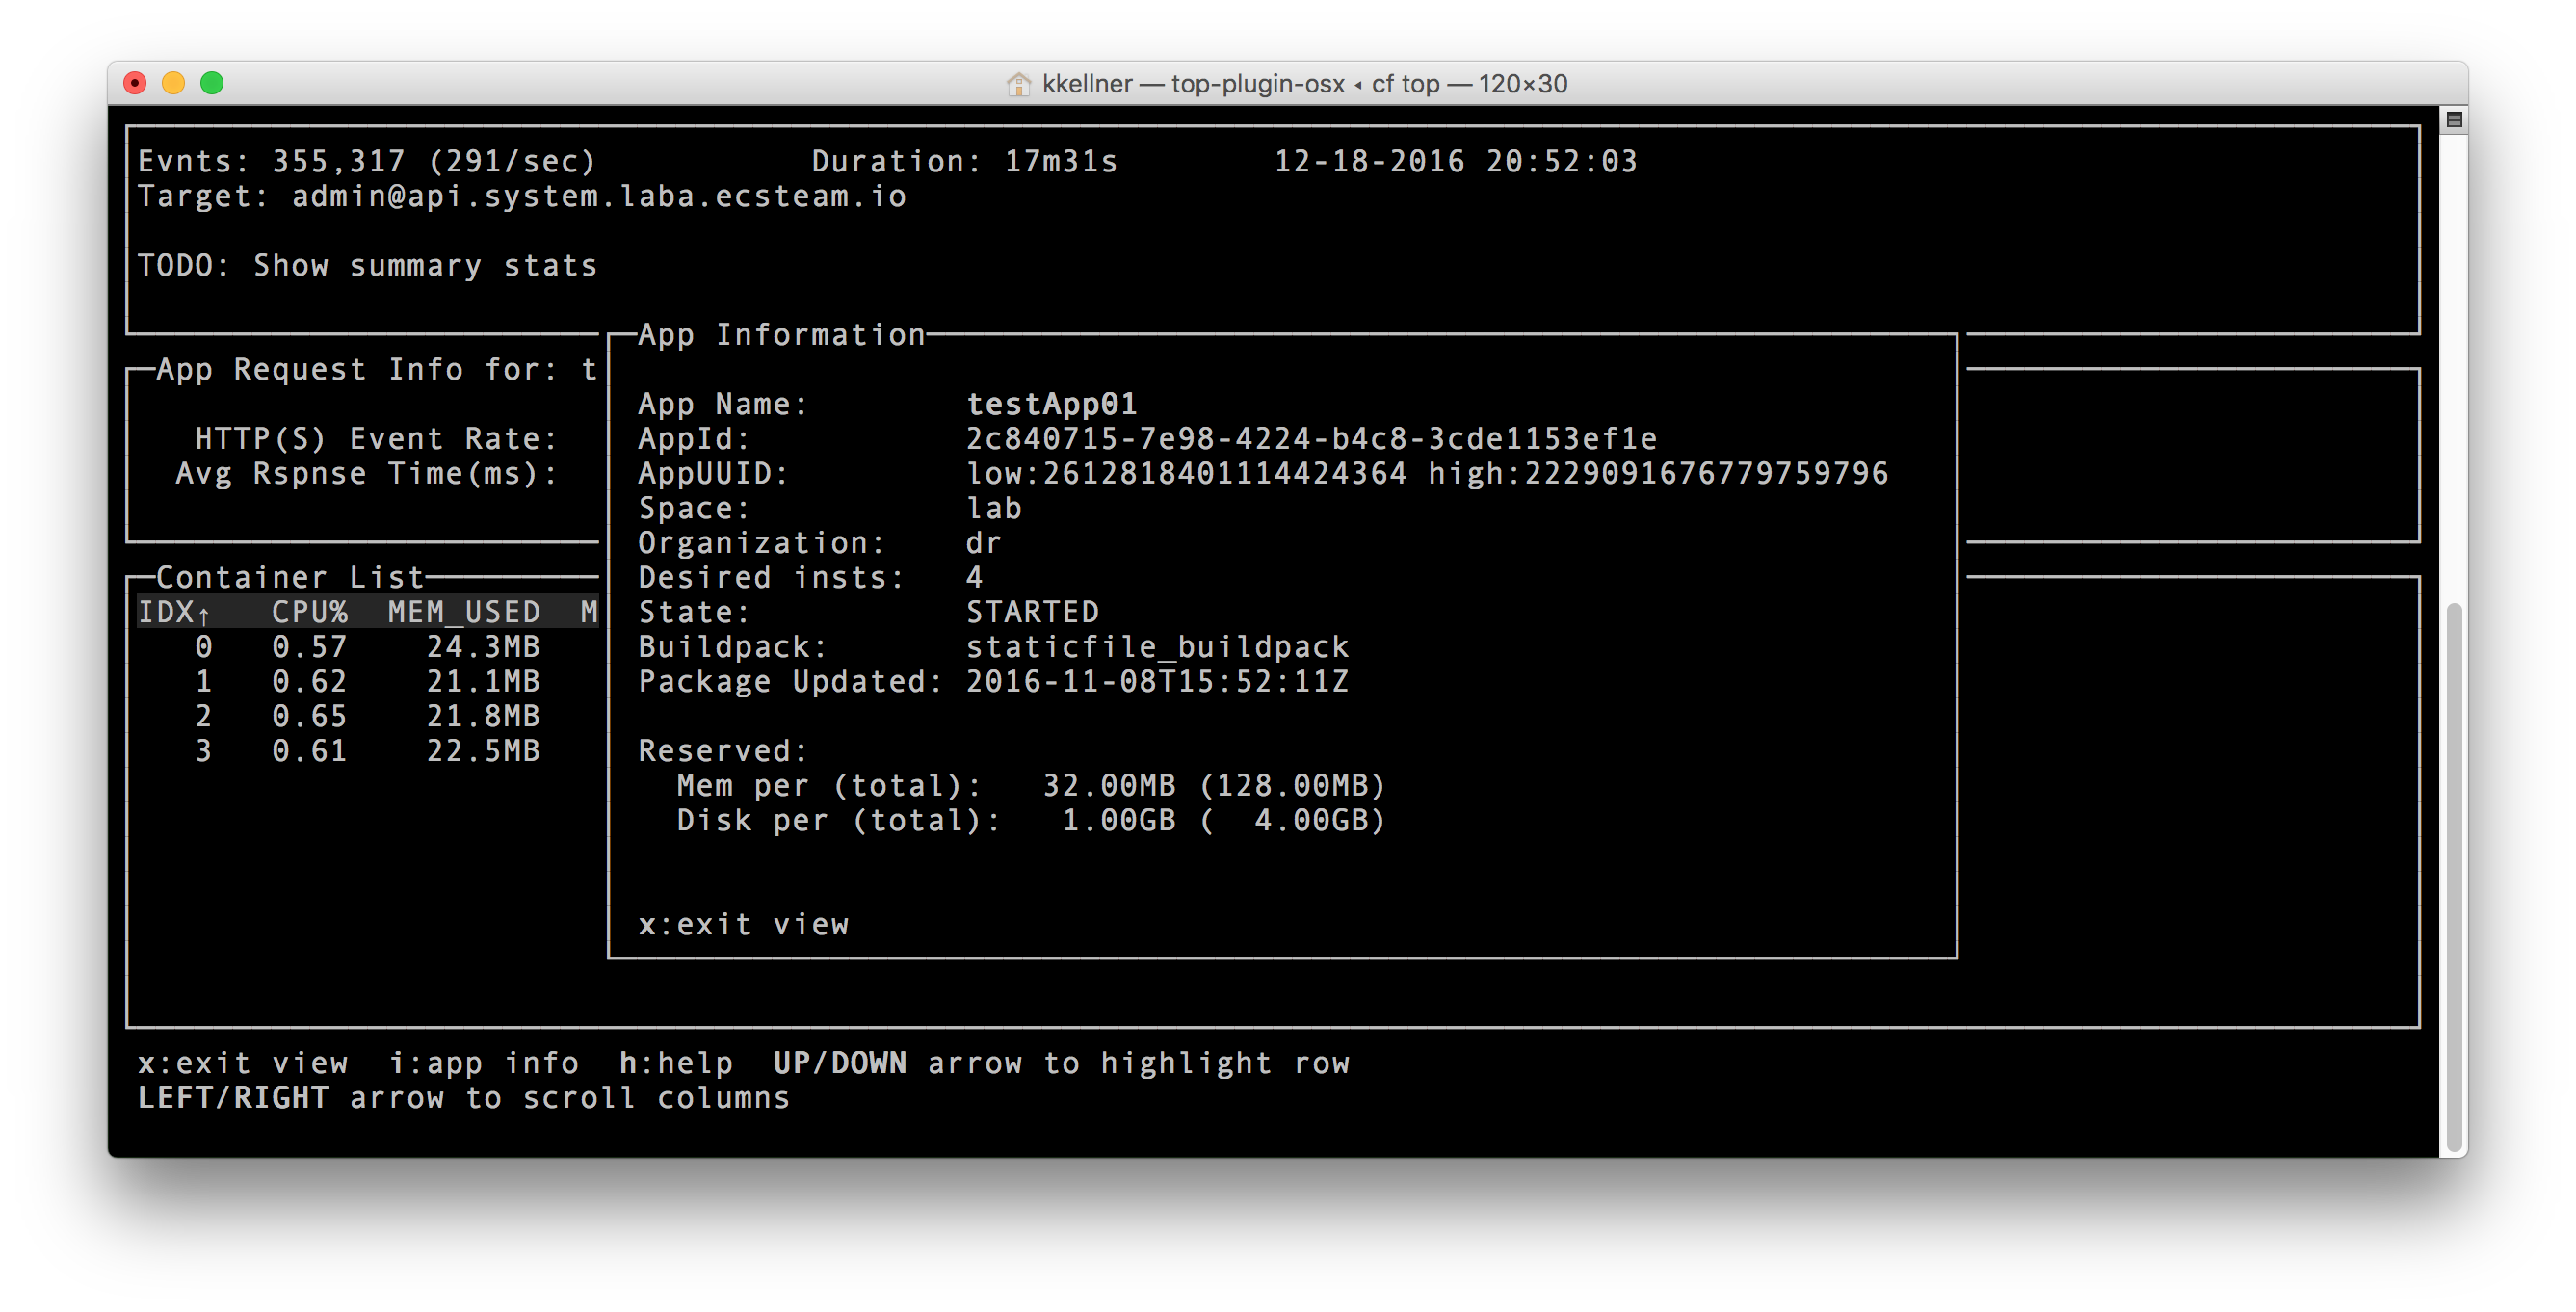 kkellner — top-plugin-osx ◂ cf top — 120×30
Evnts: 355,317 (291/sec) Duration: 17m31s 12-18-2016 20:52:03
Target: admin@api.system.laba.ecsteam.io
TODO: Show summary stats
App Request Info for: t
HTTP(S) Event Rate:
Avg Rspnse Time(ms):
Container List
IDX↑ CPU% MEM_USED M
0 0.57 24.3MB
1 0.62 21.1MB
2 0.65 21.8MB
3 0.61 22.5MB
App Information
App Name: testApp01
AppId: 2c840715-7e98-4224-b4c8-3cde1153ef1e
AppUUID: low:2612818401114424364 high:2229091676779759796
Space: lab
Organization: dr
Desired insts: 4
State: STARTED
Buildpack: staticfile_buildpack
Package Updated: 2016-11-08T15:52:11Z
Reserved:
Mem per (total): 32.00MB (128.00MB)
Disk per (total): 1.00GB ( 4.00GB)
x:exit view
x:exit view i:app info h:help UP/DOWN arrow to highlight row
LEFT/RIGHT arrow to scroll columns